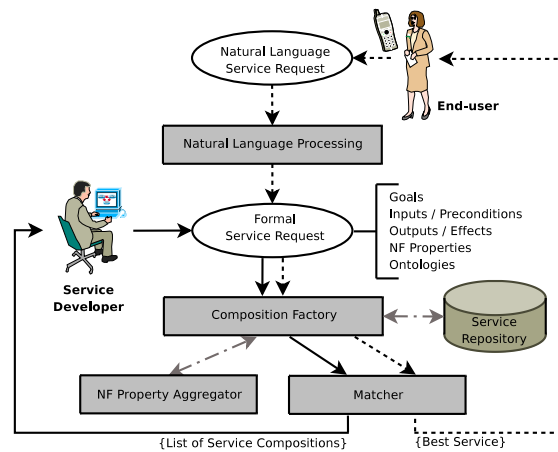 Natural Language
Service Request
End-user
Natural Language Processing
Formal
Service Request
Goals
Inputs / Preconditions
Outputs / Effects
NF Properties
Ontologies
Service
Developer
Composition Factory
Service
Repository
NF Property Aggregator
Matcher
{List of Service Compositions}
{Best Service}